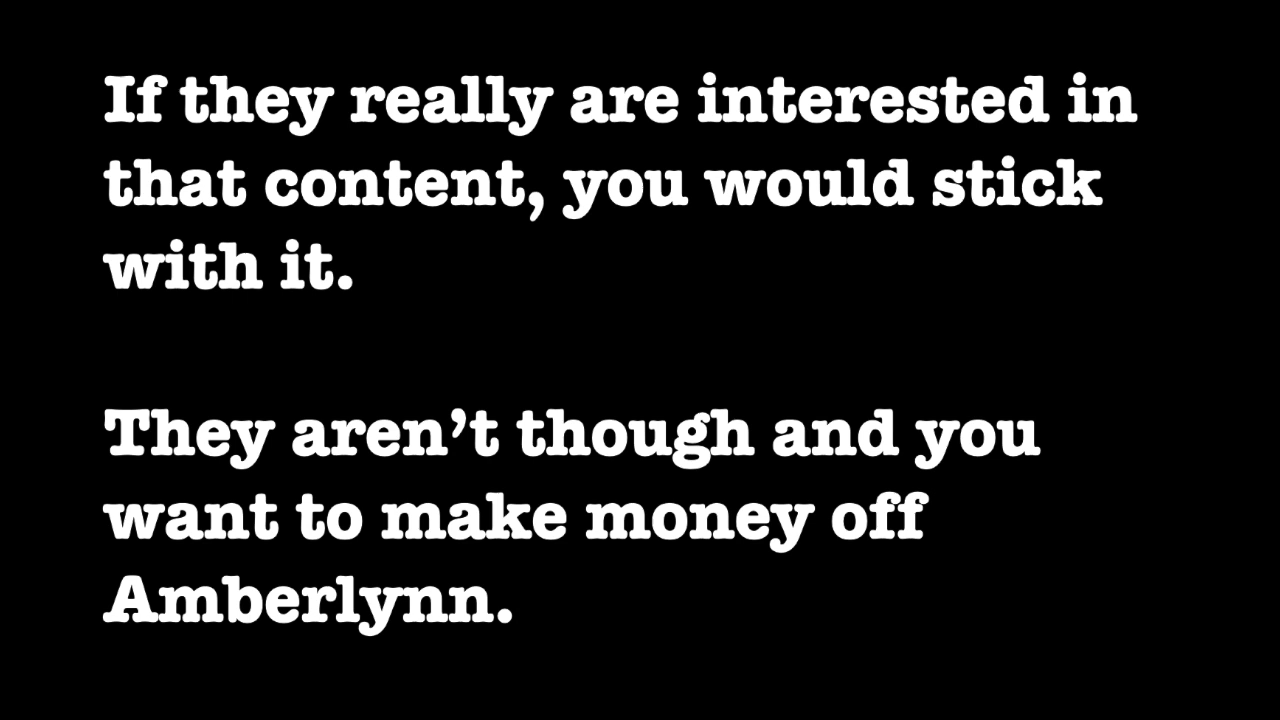 If they really are interested in
that content, you would stick
with it.
They aren’t though and you
want to make money off
Amberlynn.